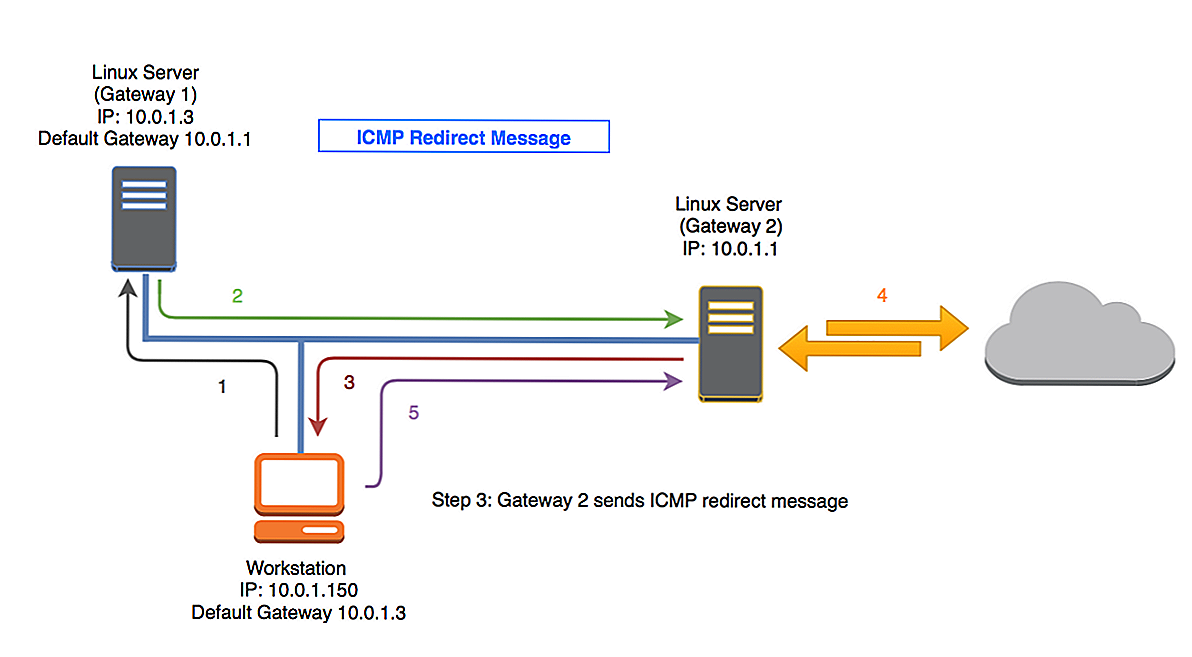 Linux Server
(Gateway 1)
IP: 10.0.1.3
Default Gateway 10.0.1.1
ICMP Redirect Message
Linux Server
(Gateway 2)
IP: 10.0.1.1
2
4
1
3
5
Step 3: Gateway 2 sends ICMP redirect message
Workstation
IP: 10.0.1.150
Default Gateway 10.0.1.3